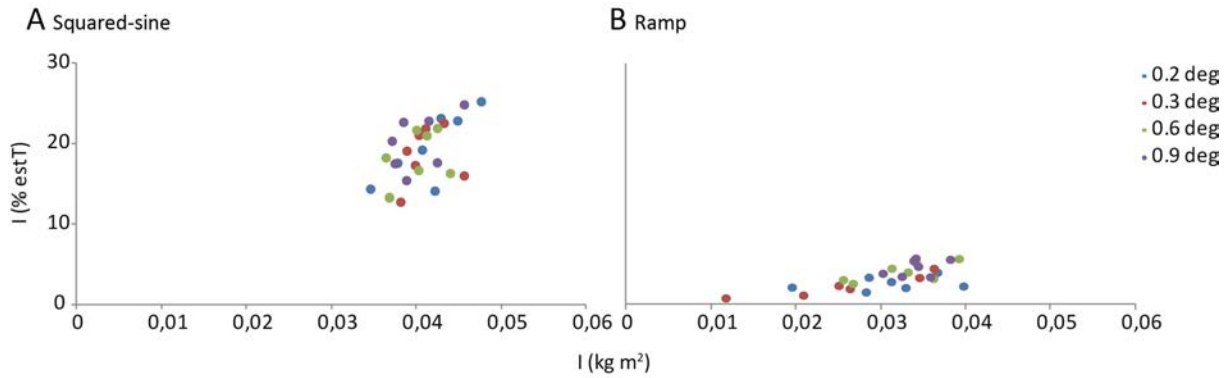 A Squared-sine
B Ramp
I (% est T)
30
20
10
0
0 0,01 0,02 0,03 0,04 0,05 0,06
0 0,01 0,02 0,03 0,04 0,05 0,06
I (kg m²)
0.2 deg
0.3 deg
0.6 deg
0.9 deg